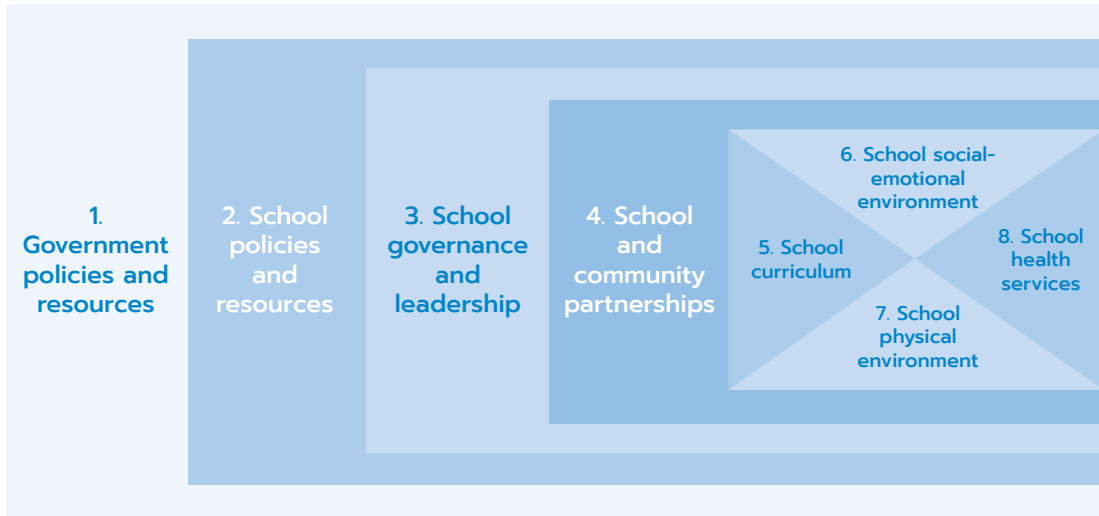 1.
Government
policies and
resources
2. School
policies
and
resources
3. School
governance
and
leadership
4. School
and
community
partnerships
5. School
curriculum
6. School social-
emotional
environment
7. School
physical
environment
8. School
health
services